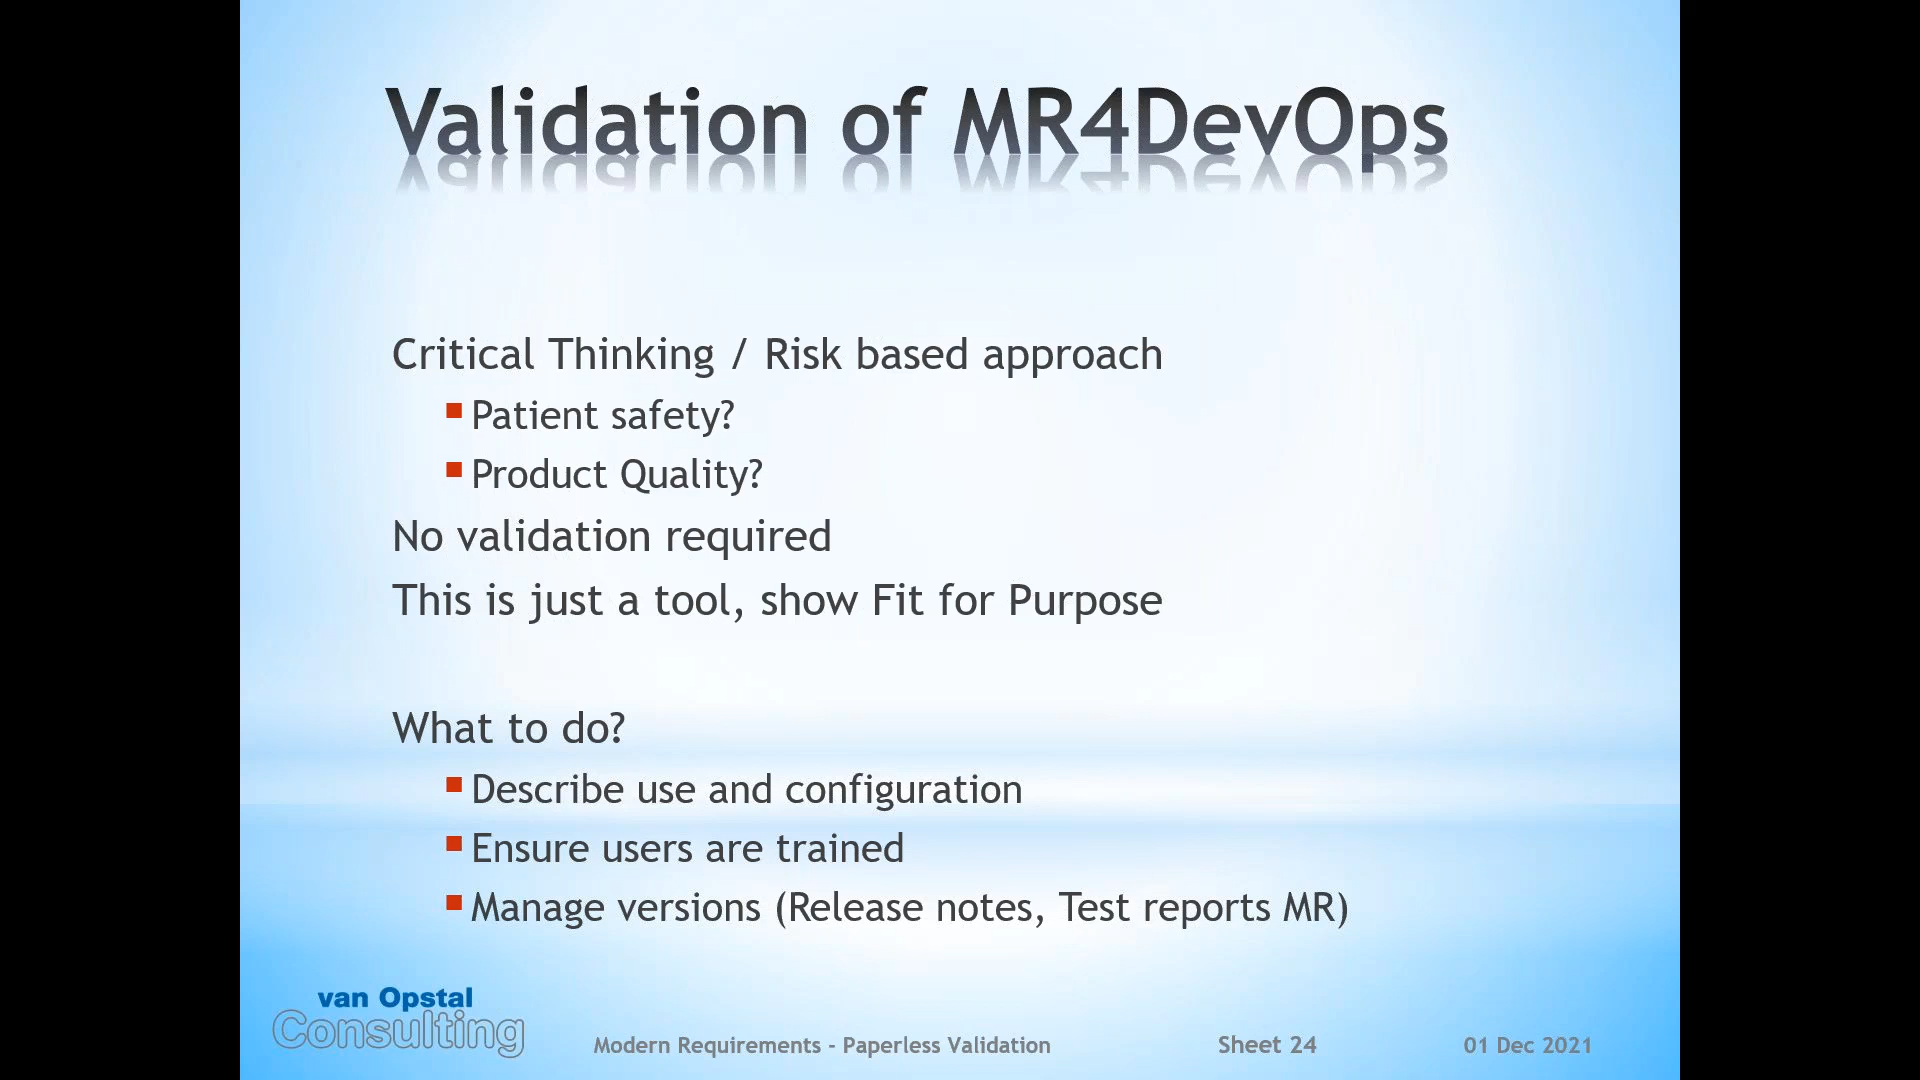 Validation of MR4DevOps
Critical Thinking / Risk based approach
Patient safety?
Product Quality?
No validation required
This is just a tool, show Fit for Purpose
What to do?
Describe use and configuration
Ensure users are trained
Manage versions (Release notes, Test reports MR)
van Opstal
Consulting
Modern Requirements - Paperless Validation
Sheet 24
01 Dec 2021